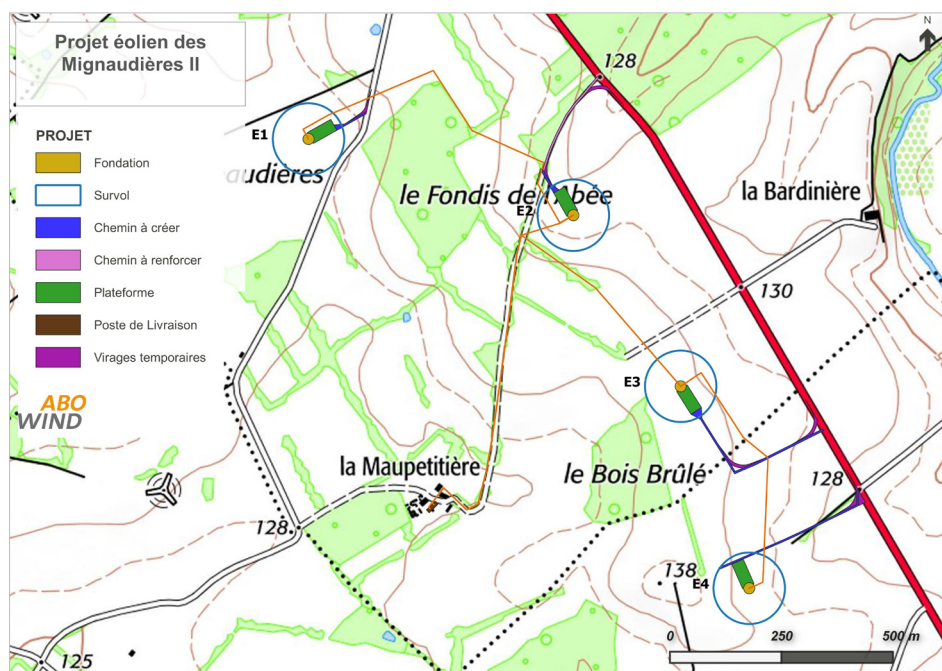 Projet éolien des
Mignaudières II
PROJET
Fondation
Survol
Chemin à créer
Chemin à renforcer
Plateforme
Poste de Livraison
Virages temporaires
ABO
WIND
N
128
E1
audières
le Fondis de l'Abée
E2
la Bardinière
130
E3
la Maupetitière
le Bois Brûlé
128
128
138
E4
125
0 250 500 m